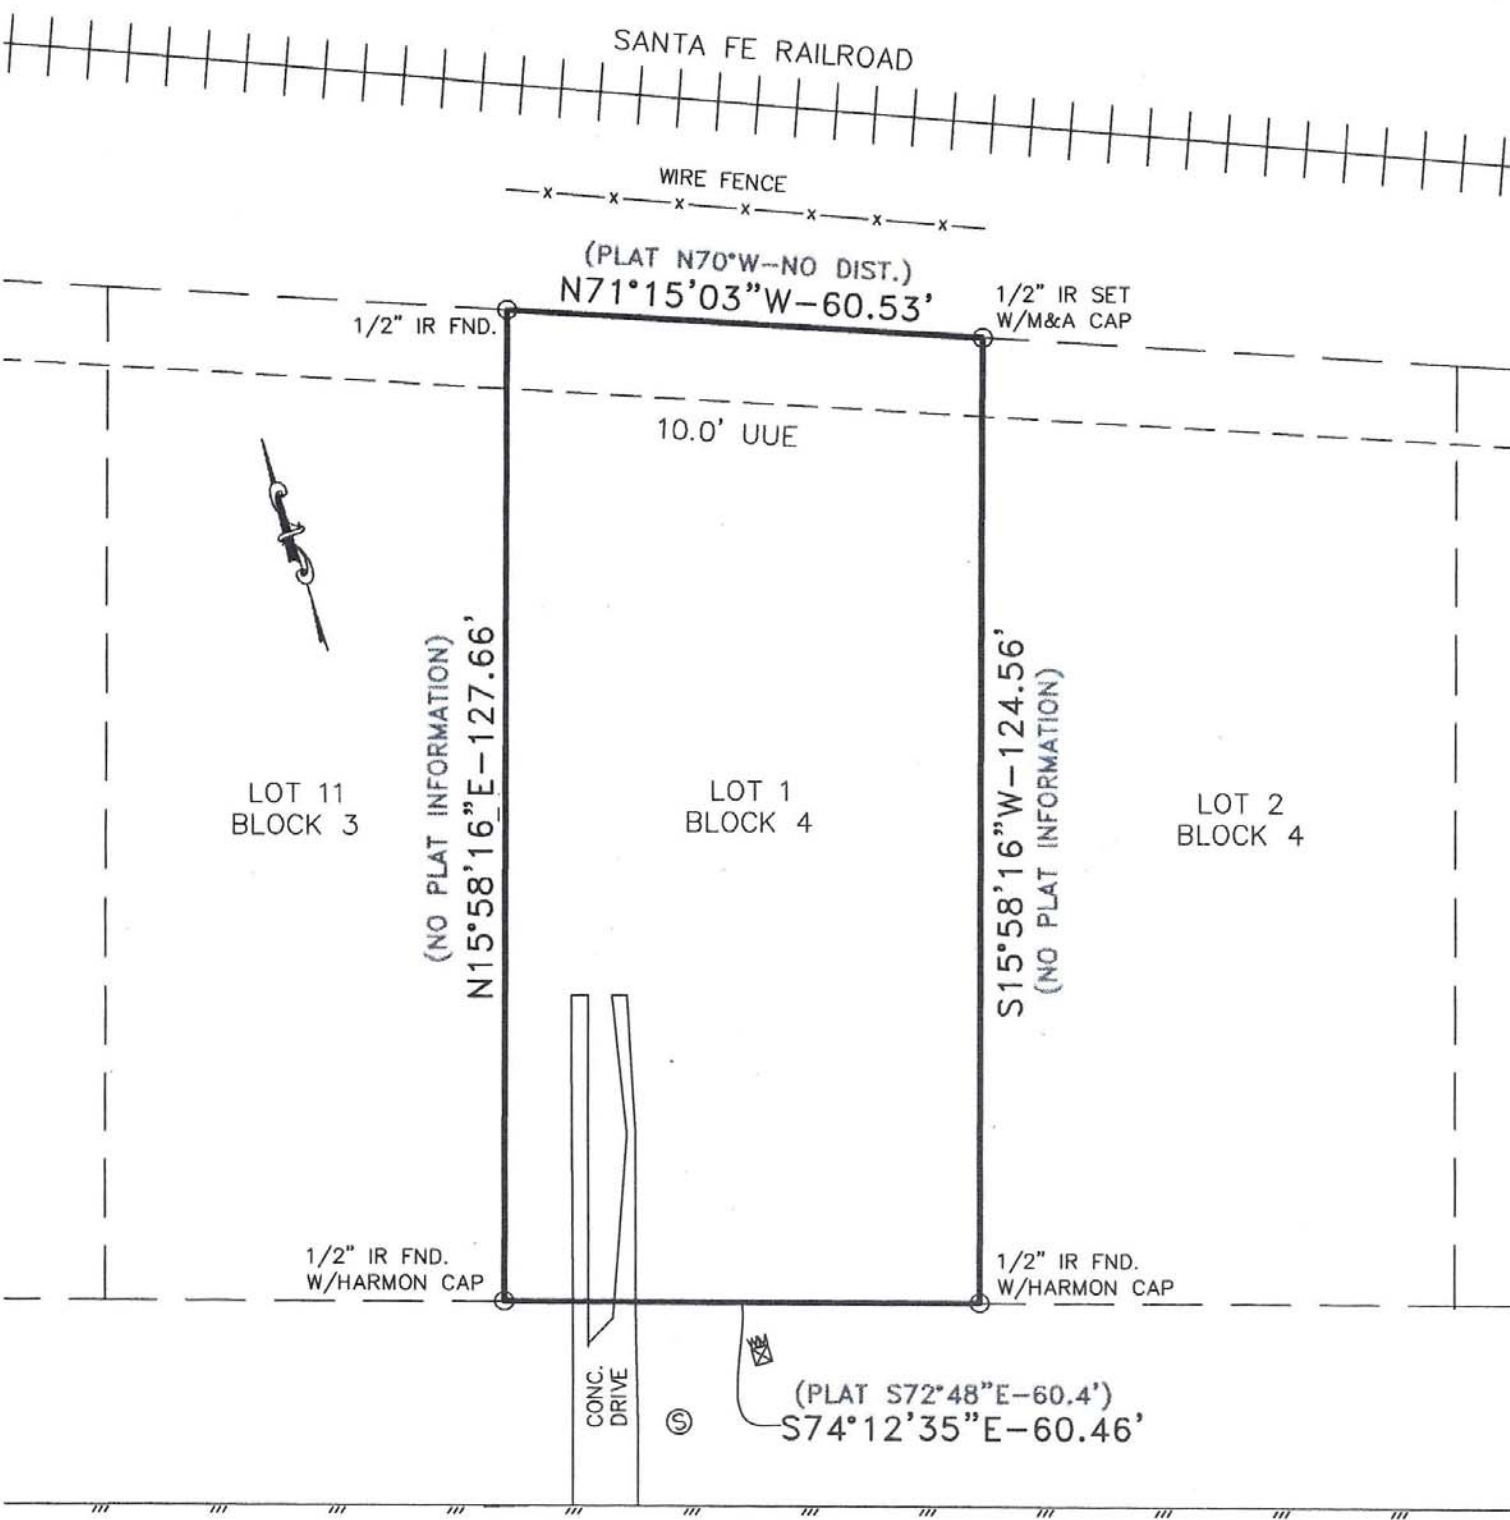 SANTA FE RAILROAD
WIRE FENCE
x x x x x x x
(PLAT N70°W-NO DIST.)
N71°15'03"W-60.53'
1/2" IR SET
W/M&A CAP
1/2" IR FND.
10.0' UUE
(NO PLAT INFORMATION)
N15°58'16"E-127.66'
S15°58'16"W-124.56'
(NO PLAT INFORMATION)
LOT 11
BLOCK 3
LOT 1
BLOCK 4
LOT 2
BLOCK 4
1/2" IR FND.
W/HARMON CAP
1/2" IR FND.
W/HARMON CAP
CONC.
DRIVE
S
(PLAT S72°48"E-60.4')
S74°12'35"E-60.46'